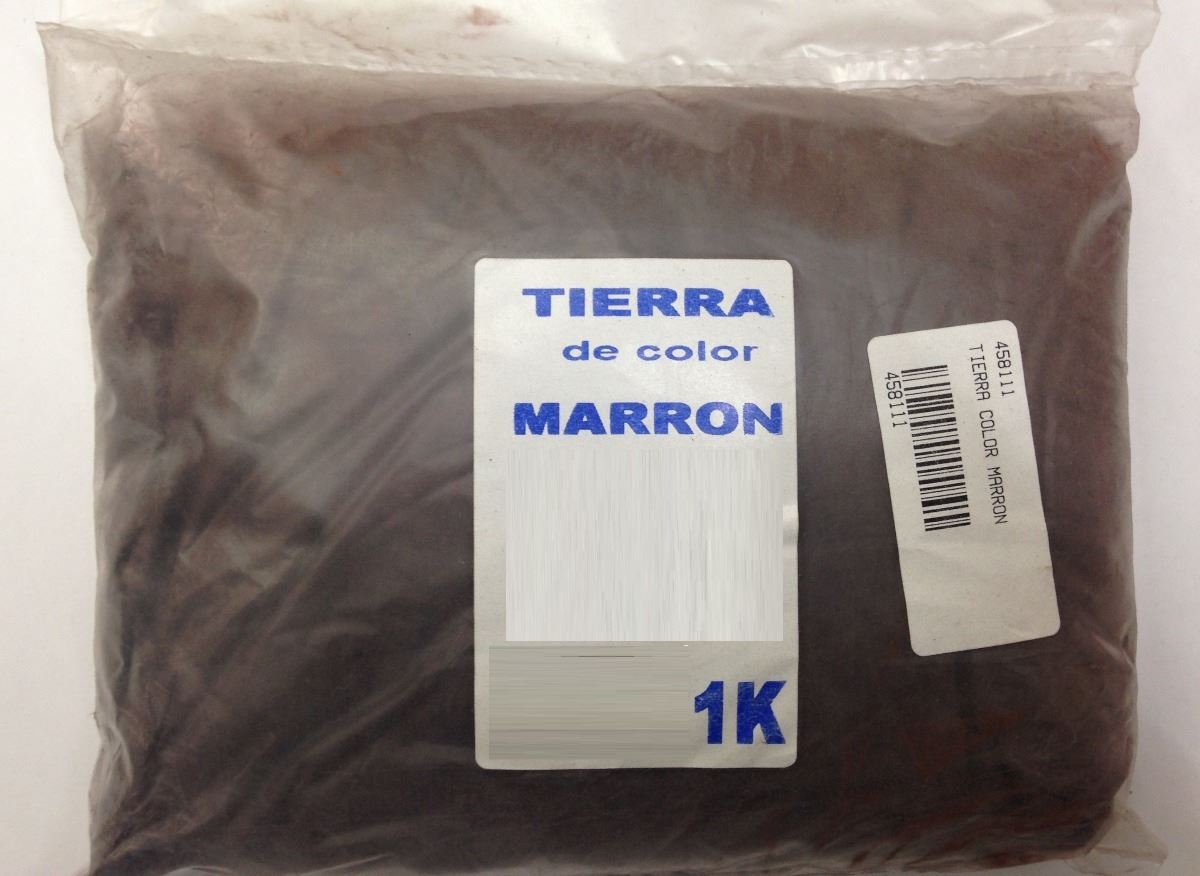 TIERRA
de color
MARRON
1K
458111
TIERRA COLOR MARRON
458111